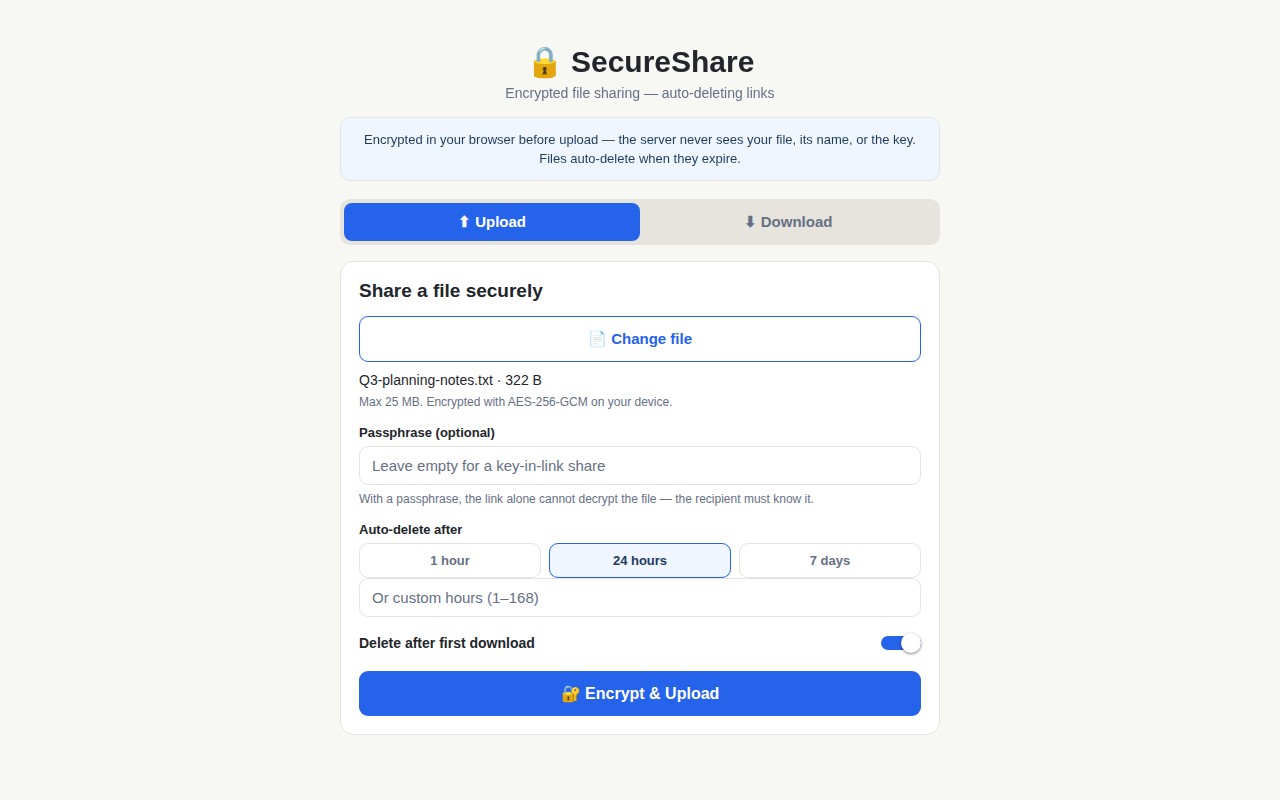 🔒 SecureShare
Encrypted file sharing — auto-deleting links
Encrypted in your browser before upload — the server never sees your file, its name, or the key.
Files auto-delete when they expire.
⬆ Upload
⬇ Download
Share a file securely
📄 Change file
Q3-planning-notes.txt · 322 B
Max 25 MB. Encrypted with AES-256-GCM on your device.
Passphrase (optional)
Leave empty for a key-in-link share
With a passphrase, the link alone cannot decrypt the file — the recipient must know it.
Auto-delete after
1 hour
24 hours
7 days
Or custom hours (1–168)
Delete after first download
🔐 Encrypt & Upload